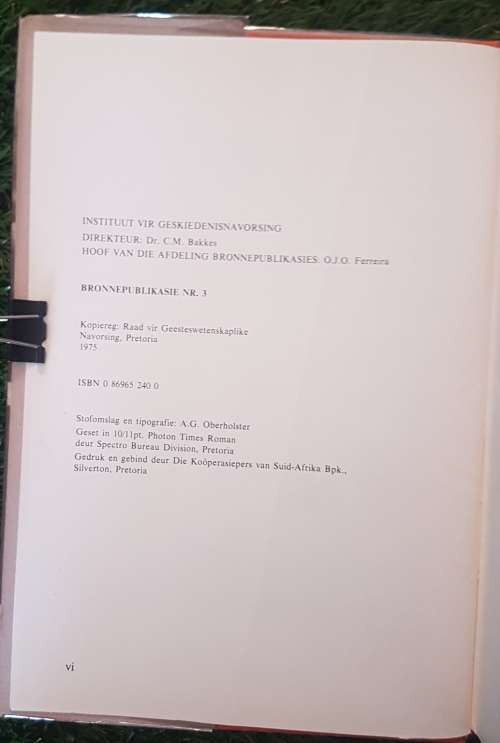 INSTITUUT VIR GESKIEDENISNAVORSING
DIREKTEUR: Dr. C.M. Bakkes
HOOF VAN DIE AFDELING BRONNEPUBLIKASIES: O.J.O. Ferreira
BRONNEPUBLIKASIE NR. 3
Kopiereg: Raad vir Geesteswetenskaplike
Navorsing, Pretoria
1975
ISBN 0 86965 240 0
Stofomslag en tipografie: A.G. Oberholster
Geset in 10/11pt. Photon Times Roman
deur Spectro Bureau Division, Pretoria
Gedruk en gebind deur Die Koöperasiepers van Suid-Afrika Bpk.,
Silverton, Pretoria
vi